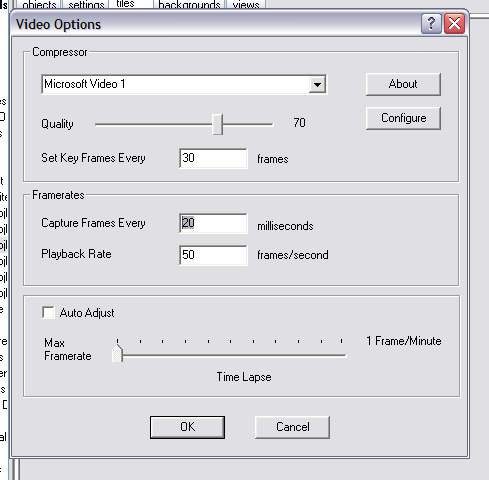 objects settings tiles backgrounds views
Video Options
Compressor
Microsoft Video 1
About
Quality 70
Configure
Set Key Frames Every 30 frames
Framerates
Capture Frames Every 20 milliseconds
Playback Rate 50 frames/second
Auto Adjust
Max Framerate
1 Frame/Minute
Time Lapse
OK Cancel